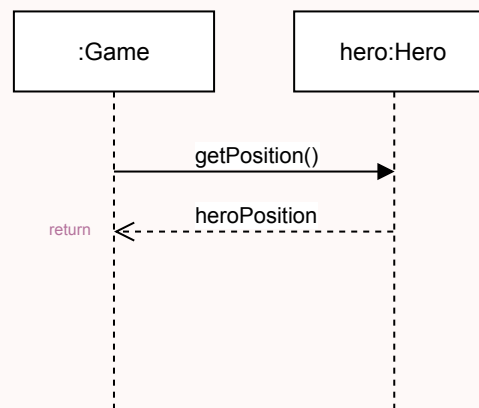 :Game
hero:Hero
getPosition()
heroPosition
return